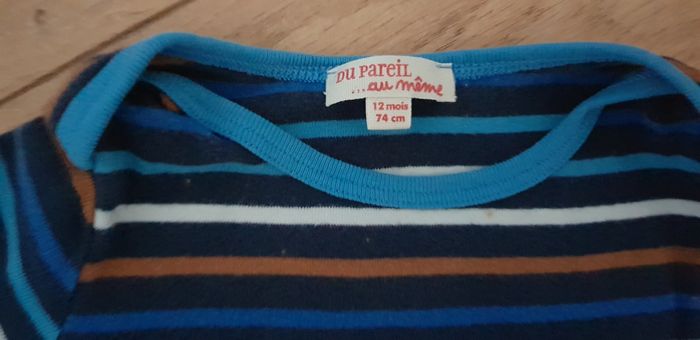 DU PAREIL
...au même
12 mois
74 cm